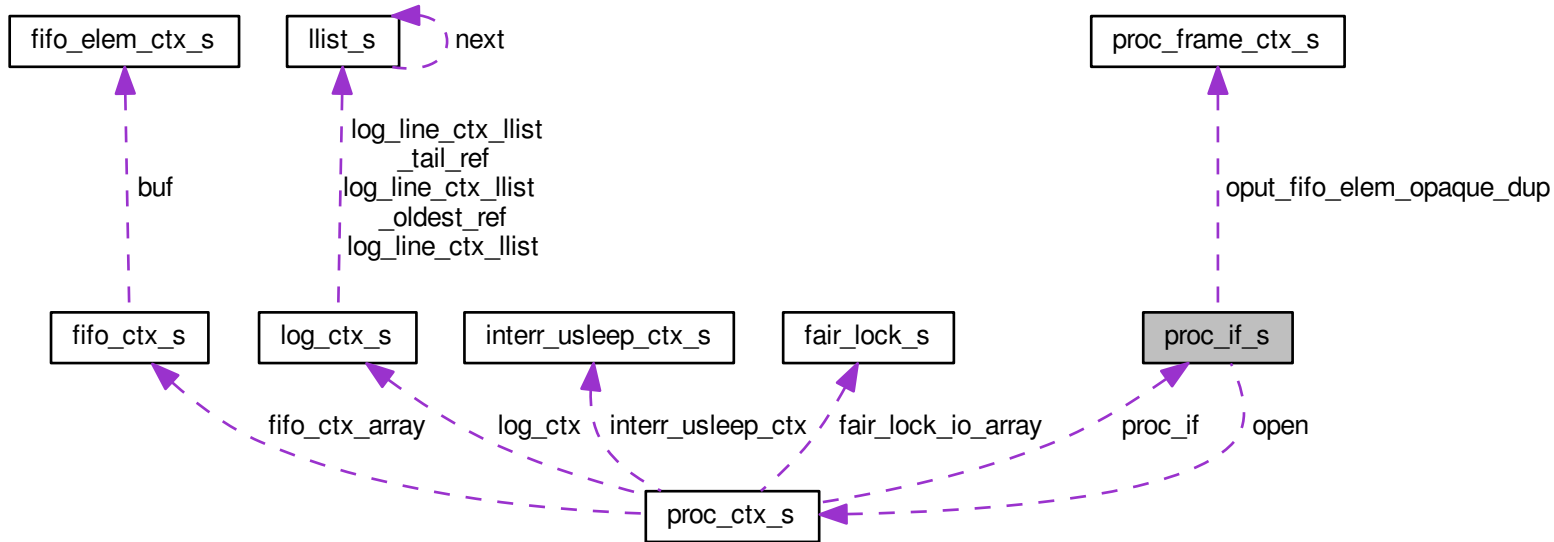 fifo_elem_ctx_s
llist_s
next
proc_frame_ctx_s
log_line_ctx_llist
_tail_ref
log_line_ctx_llist
_oldest_ref
log_line_ctx_llist
buf
oput_fifo_elem_opaque_dup
fifo_ctx_s
log_ctx_s
interr_usleep_ctx_s
fair_lock_s
proc_if_s
fifo_ctx_array
log_ctx
interr_usleep_ctx
fair_lock_io_array
proc_if
open
proc_ctx_s